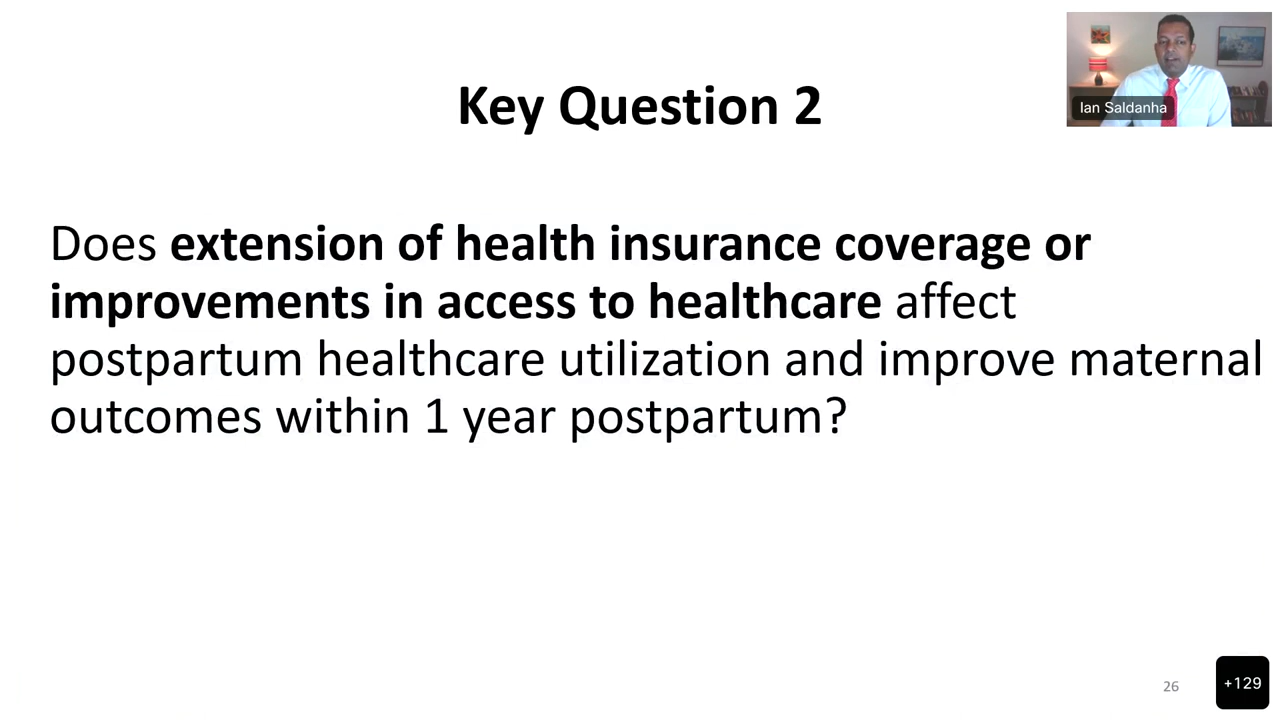 Ian Saldanha
Key Question 2
Does extension of health insurance coverage or
improvements in access to healthcare affect
postpartum healthcare utilization and improve maternal
outcomes within 1 year postpartum?
26
+129